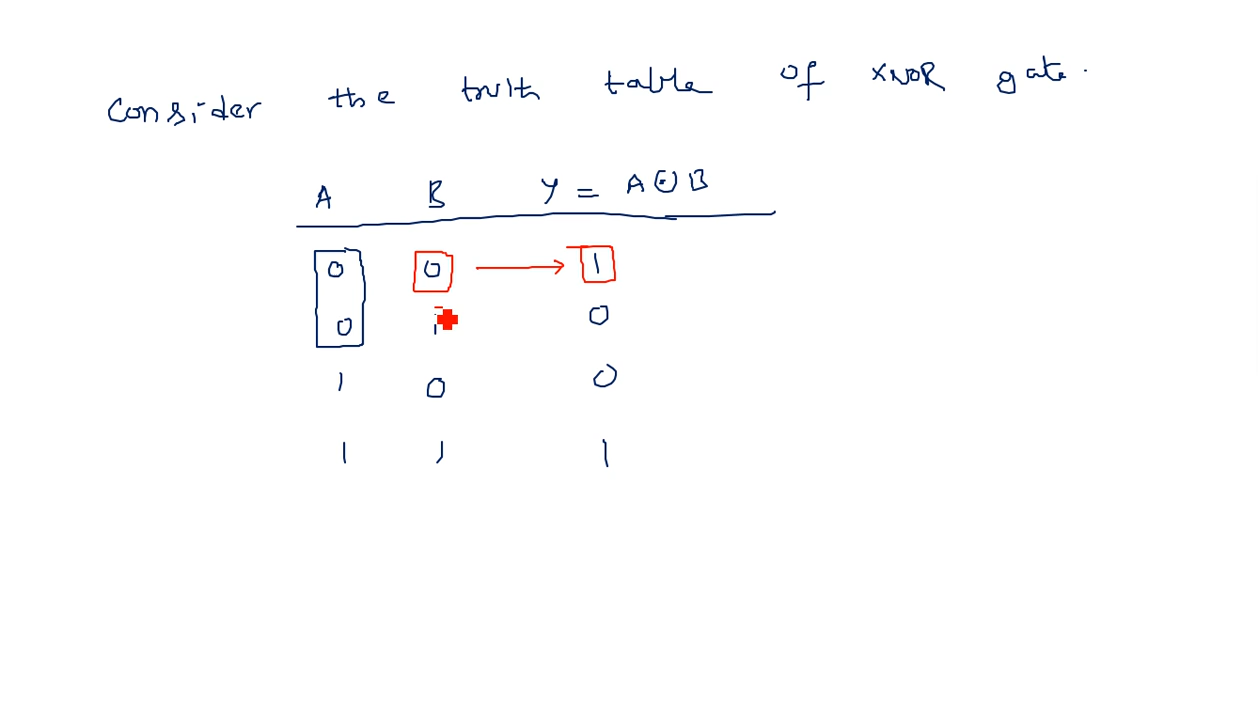 Consider the truth table of XNOR gate.
A B Y = A ⊙ B
0 0 → 1
0 1 0
1 0 0
1 1 1